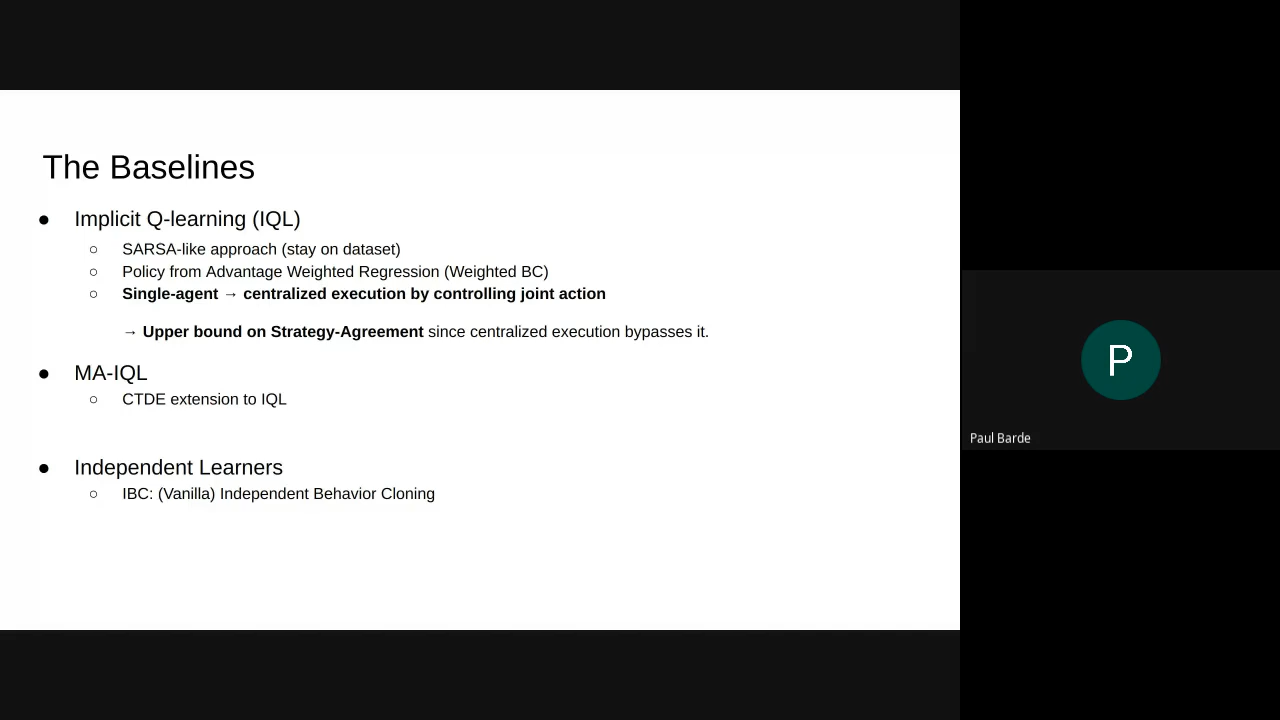 The Baselines
● Implicit Q-learning (IQL)
○ SARSA-like approach (stay on dataset)
○ Policy from Advantage Weighted Regression (Weighted BC)
○ Single-agent → centralized execution by controlling joint action
→ Upper bound on Strategy-Agreement since centralized execution bypasses it.
● MA-IQL
○ CTDE extension to IQL
● Independent Learners
○ IBC: (Vanilla) Independent Behavior Cloning
P
Paul Barde